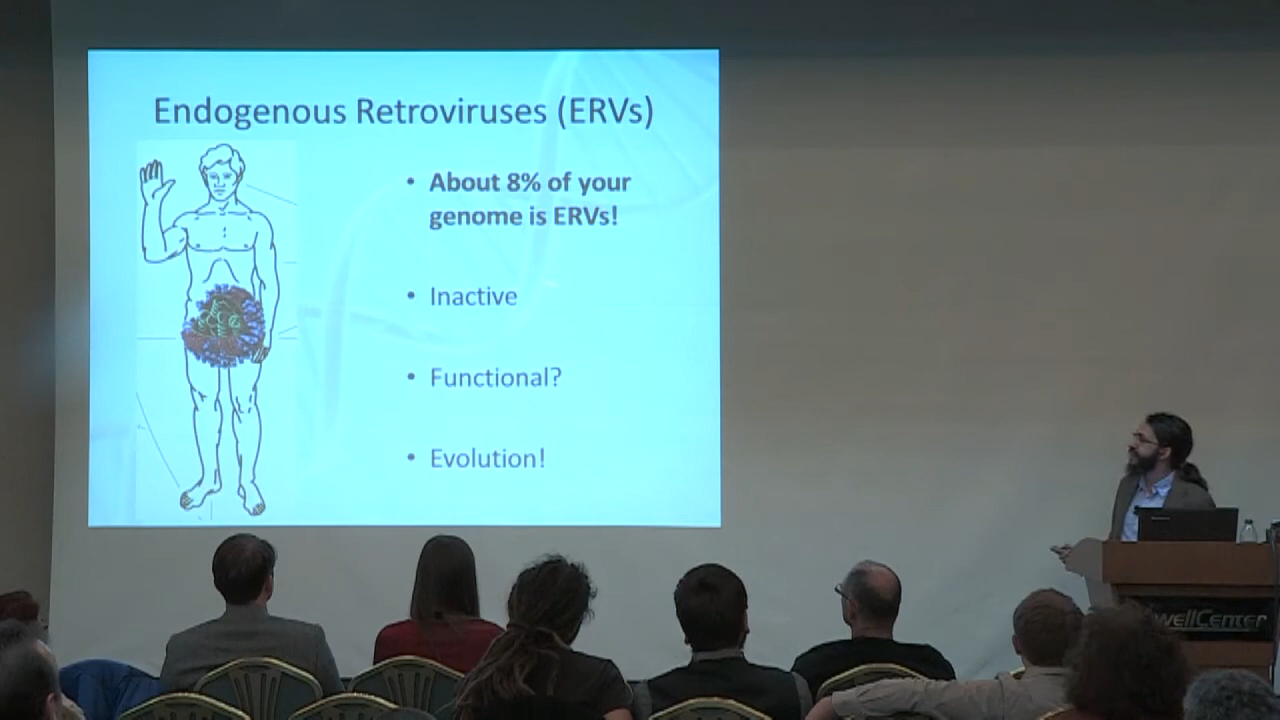 Endogenous Retroviruses (ERVs)
• About 8% of your
genome is ERVs!
• Inactive
• Functional?
• Evolution!
wellCenter